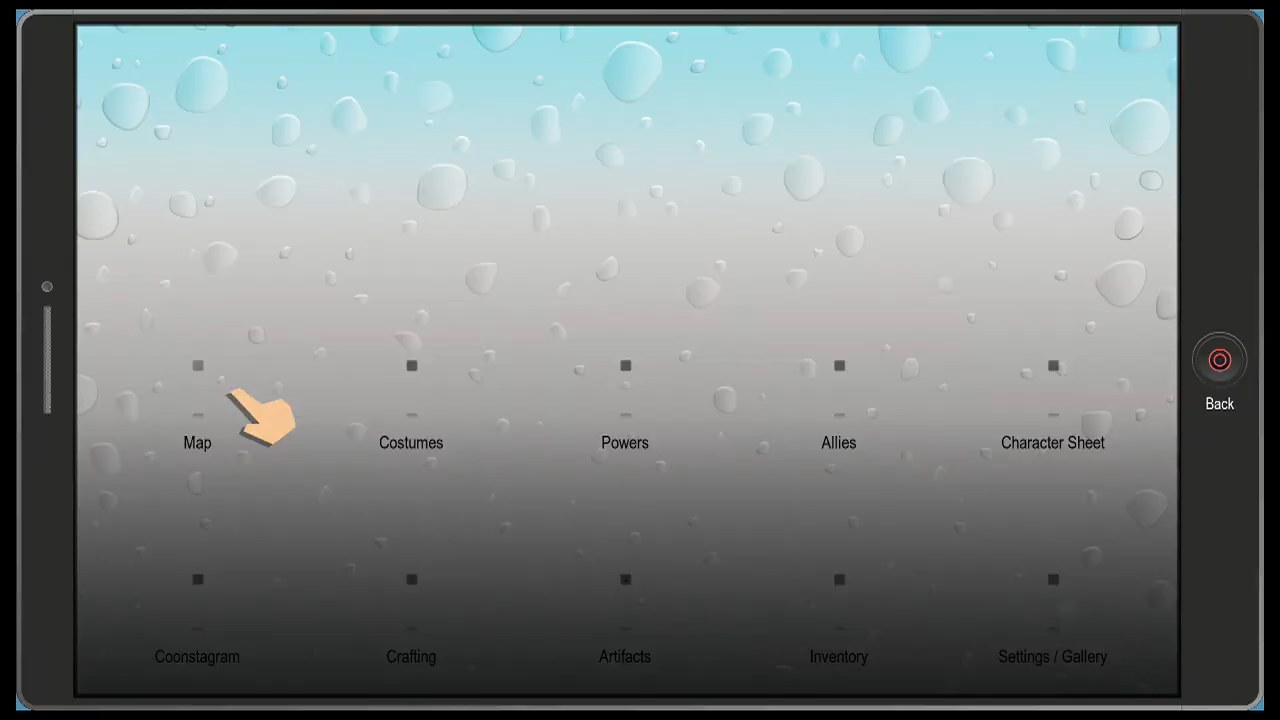 Back
Map
Costumes
Powers
Allies
Character Sheet
Coonstagram
Crafting
Artifacts
Inventory
Settings / Gallery